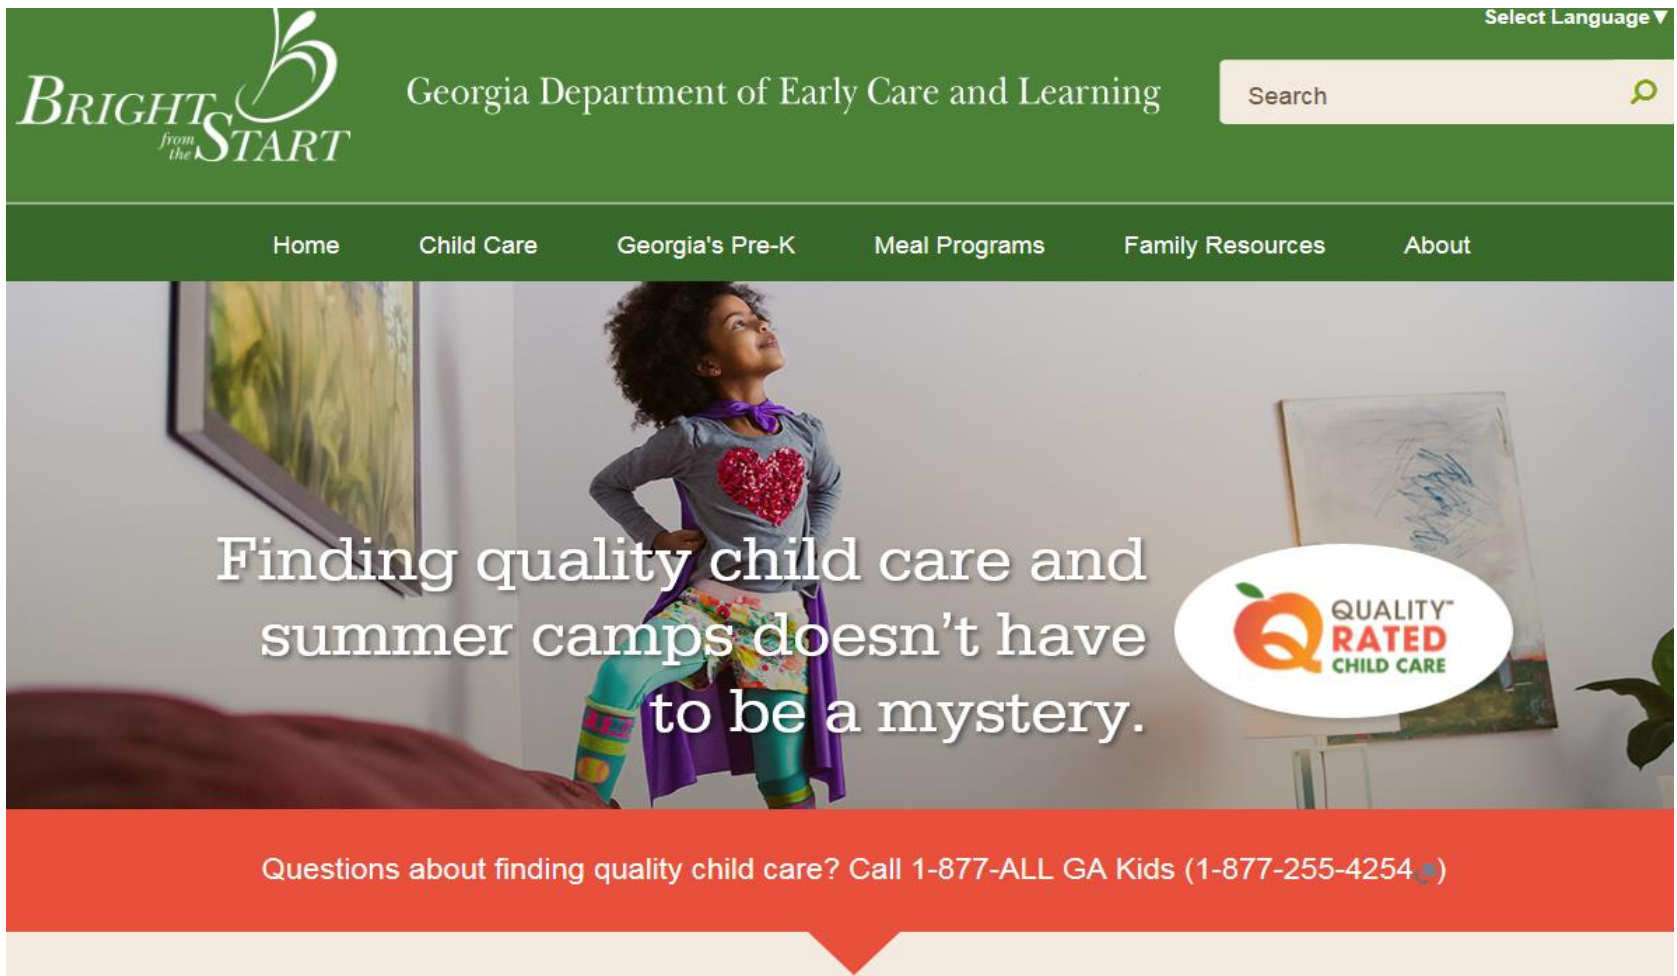 Select Language▼
BRIGHT
from
the START
Georgia Department of Early Care and Learning
Search
Home Child Care Georgia's Pre-K Meal Programs Family Resources About
Finding quality child care and
summer camps doesn't have
to be a mystery.
QUALITY™
RATED
CHILD CARE
Questions about finding quality child care? Call 1-877-ALL GA Kids (1-877-255-4254)